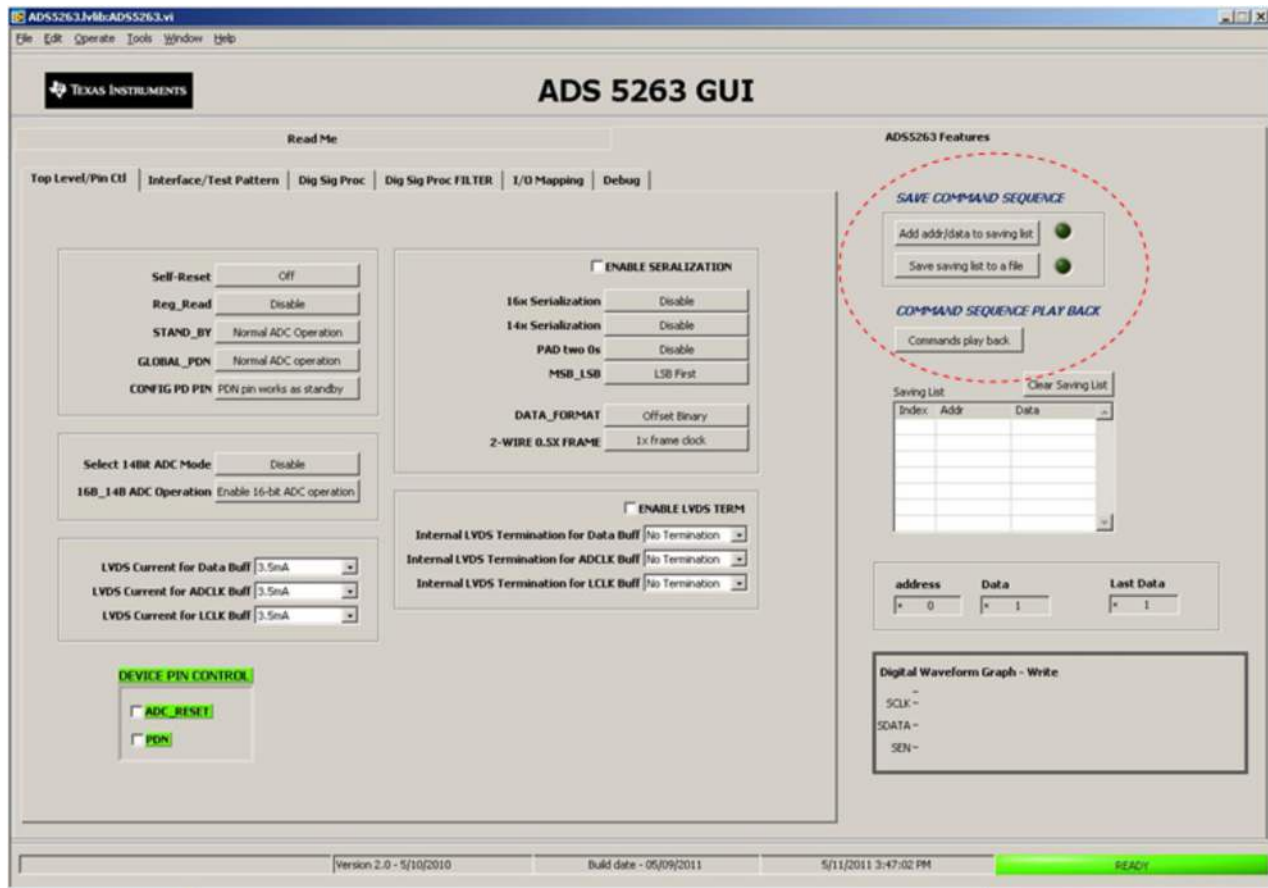 ADS5263.lvlib:ADS5263.vi
File Edit Operate Tools Window Help
TEXAS INSTRUMENTS
ADS 5263 GUI
Read Me
ADS5263 Features
Top Level/Pin Ctl Interface/Test Pattern Dig Sig Proc Dig Sig Proc FILTER I/O Mapping Debug
Self-Reset Off
Reg_Read Disable
STAND_BY Normal ADC Operation
GLOBAL_PDN Normal ADC operation
CONFIG PD PIN PDN pin works as standby
Select 14Bit ADC Mode Disable
16B_14B ADC Operation Enable 16-bit ADC operation
LVDS Current for Data Buff 3.5mA
LVDS Current for ADCLK Buff 3.5mA
LVDS Current for LCLK Buff 3.5mA
DEVICE PIN CONTROL
ADC_RESET
PDN
ENABLE SERALIZATION
16x Serialization Disable
14x Serialization Disable
PAD two 0s Disable
MSB_LSB LSB First
DATA_FORMAT Offset Binary
2-WIRE 0.5X FRAME 1x frame clock
ENABLE LVDS TERM
Internal LVDS Termination for Data Buff No Termination
Internal LVDS Termination for ADCLK Buff No Termination
Internal LVDS Termination for LCLK Buff No Termination
SAVE COMMAND SEQUENCE
Add addr/data to saving list
Save saving list to a file
COMMAND SEQUENCE PLAY BACK
Commands play back
Saving List Clear Saving List
Index Addr Data
address Data Last Data
x 0 x 1 x 1
Digital Waveform Graph - Write
SCLK
SDATA
SEN
Version 2.0 - 5/10/2010 Build date - 05/09/2011 5/11/2011 3:47:02 PM READY